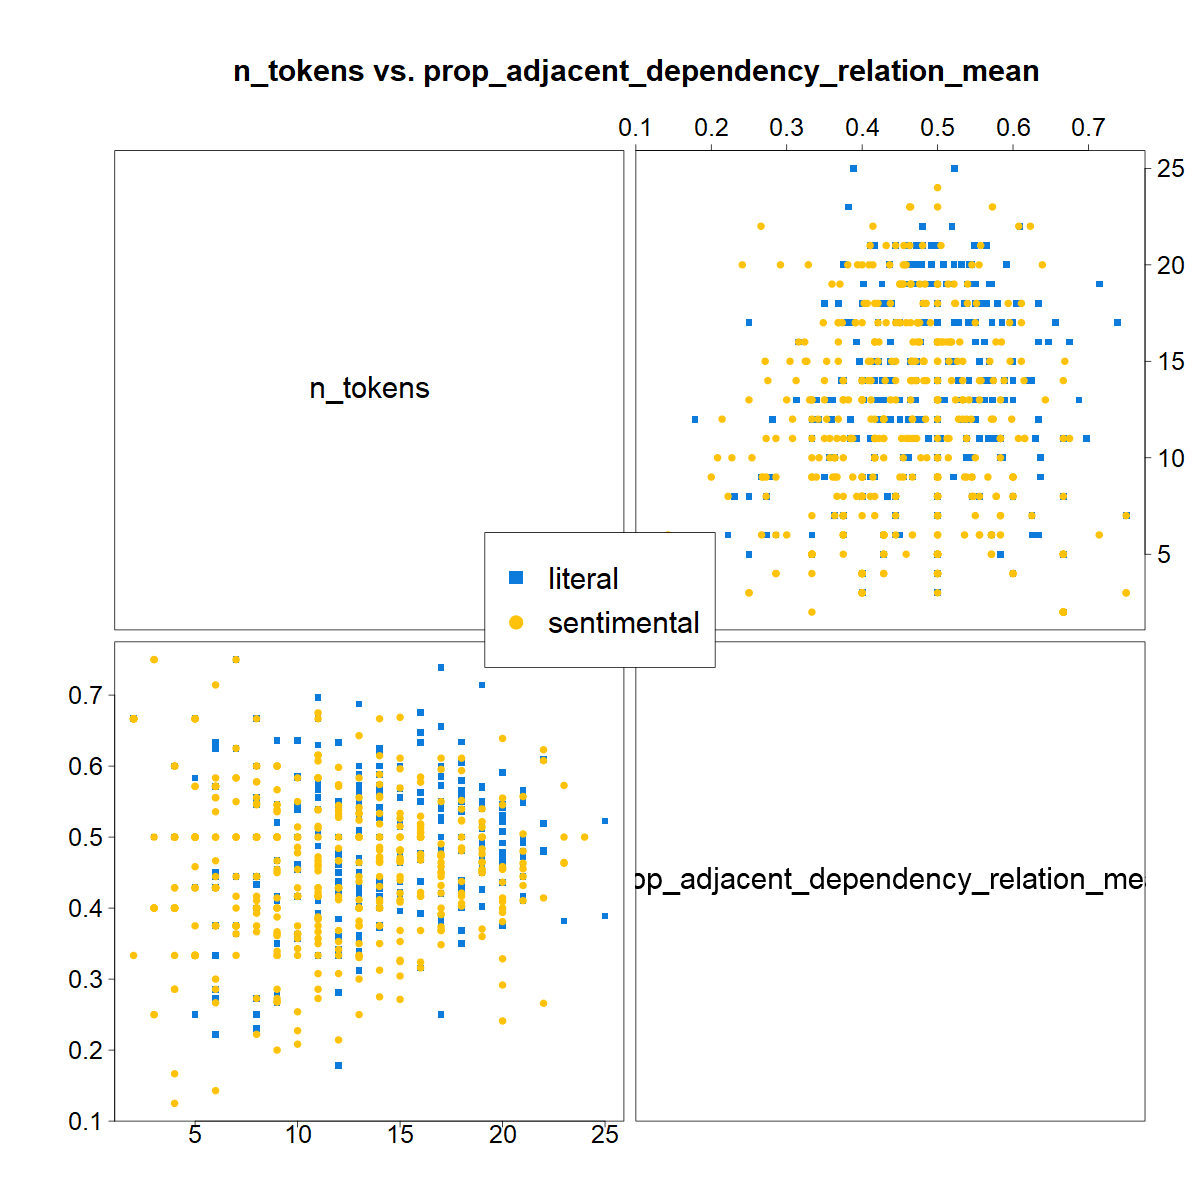 n_tokens vs. prop_adjacent_dependency_relation_mean
0.1 0.2 0.3 0.4 0.5 0.6 0.7
25
20
15
10
5
n_tokens
literal
sentimental
op_adjacent_dependency_relation_me
0.7
0.6
0.5
0.4
0.3
0.2
0.1
5 10 15 20 25